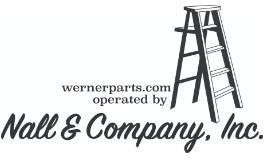 wernerparts.com
operated by
Nall & Company, Inc.